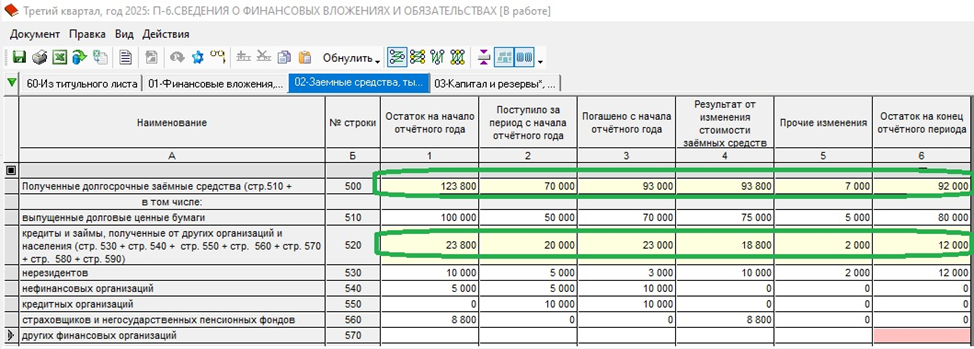 Третий квартал, год 2025: П-6.СВЕДЕНИЯ О ФИНАНСОВЫХ ВЛОЖЕНИЯХ И ОБЯЗАТЕЛЬСТВАХ [В работе]
Документ Правка Вид Действия
Обнулить
60-Из титульного листа 01-Финансовые вложения,... 02-Заемные средства, ты... 03-Капитал и резервы*, ...
Наименование № строки Остаток на начало отчётного года Поступило за период с начала отчётного года Погашено с начала отчётного года Результат от изменения стоимости заёмных средств Прочие изменения Остаток на конец отчётного периода
А Б 1 2 3 4 5 6
Полученные долгосрочные заёмные средства (стр.510 + 500 123 800 70 000 93 000 93 800 7 000 92 000
в том числе:
выпущенные долговые ценные бумаги 510 100 000 50 000 70 000 75 000 5 000 80 000
кредиты и займы, полученные от других организаций и
населения (стр. 530 + стр. 540 + стр. 550 + стр. 560 + стр. 570 520 23 800 20 000 23 000 18 800 2 000 12 000
+ стр. 580 + стр. 590)
нерезидентов 530 10 000 5 000 3 000 10 000 2 000 12 000
нефинансовых организаций 540 5 000 5 000 10 000 0 0 0
кредитных организаций 550 0 10 000 10 000 0 0 0
страховщиков и негосударственных пенсионных фондов 560 8 800 0 0 8 800 0 0
других финансовых организаций 570